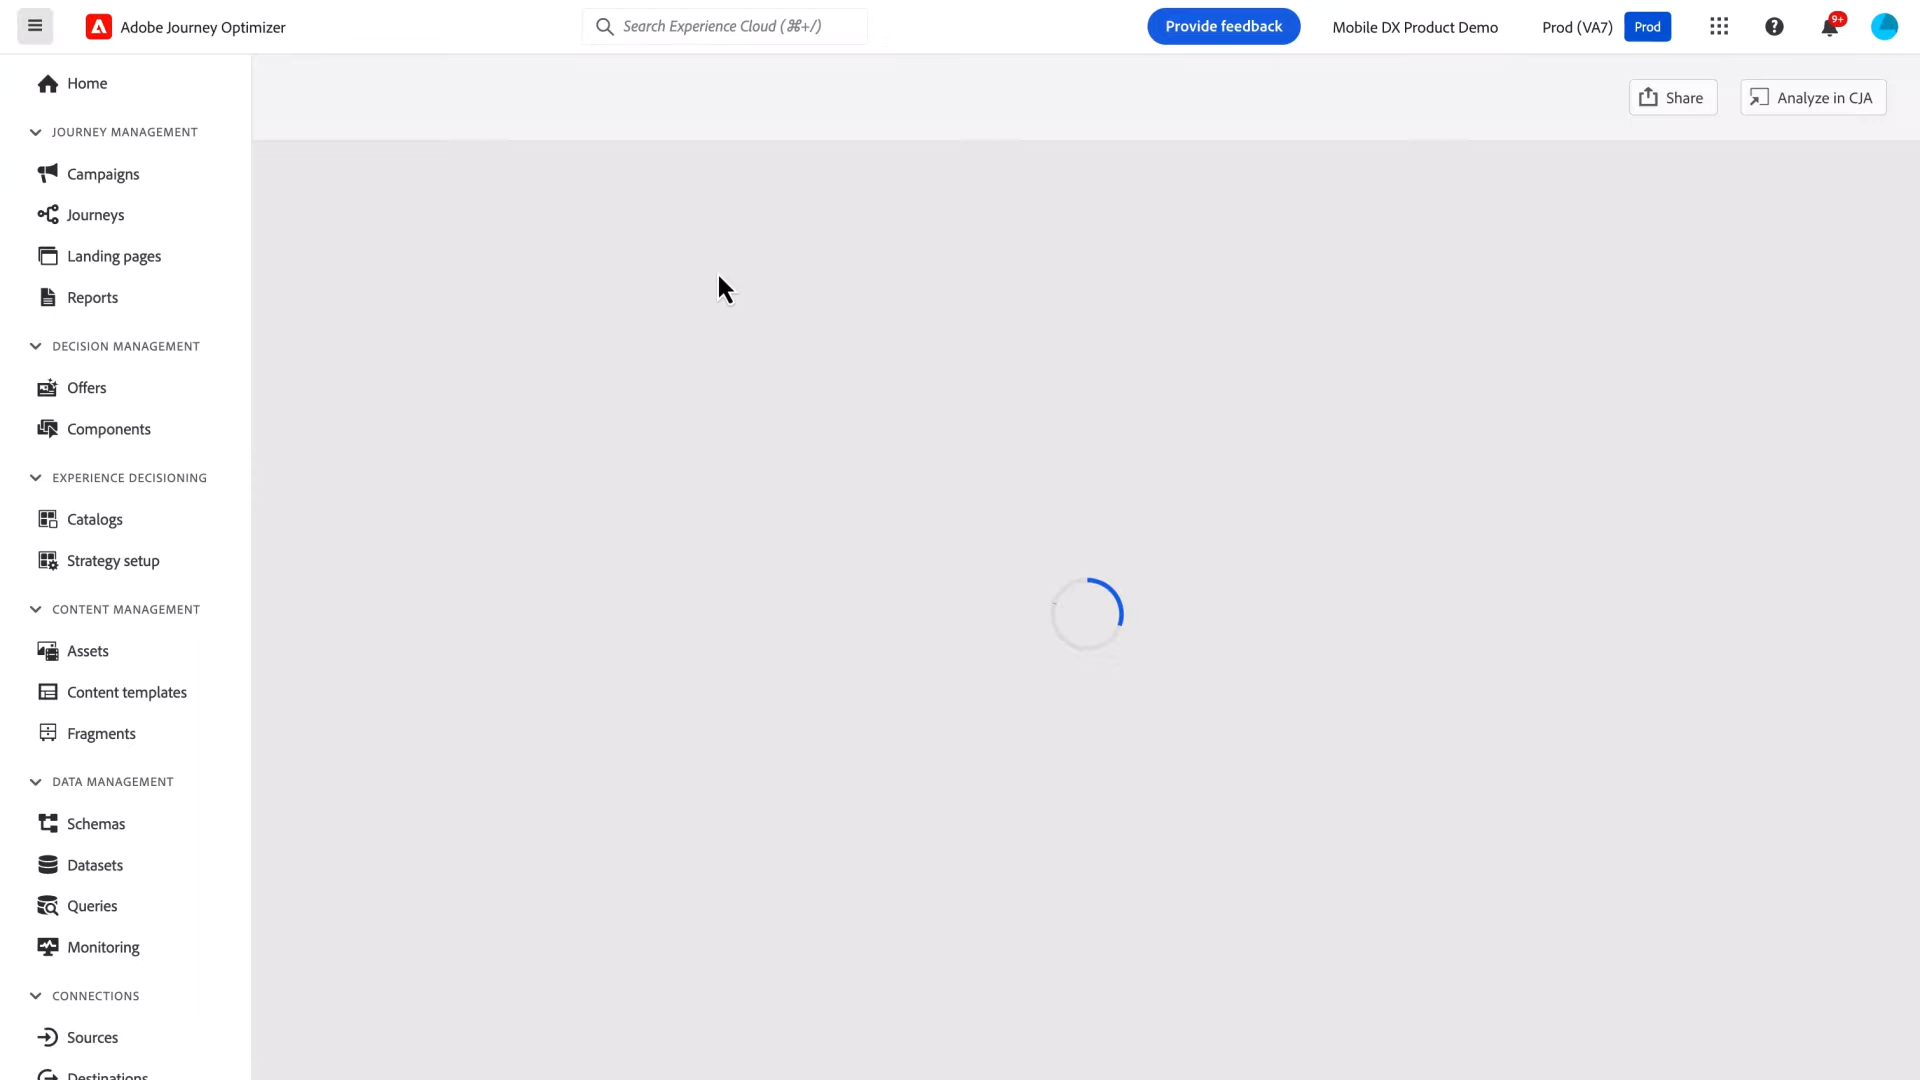 Adobe Journey Optimizer
Search Experience Cloud (⌘+/)
Provide feedback
Mobile DX Product Demo
Prod (VA7)
Prod
9+
Share
Analyze in CJA
Home
JOURNEY MANAGEMENT
Campaigns
Journeys
Landing pages
Reports
DECISION MANAGEMENT
Offers
Components
EXPERIENCE DECISIONING
Catalogs
Strategy setup
CONTENT MANAGEMENT
Assets
Content templates
Fragments
DATA MANAGEMENT
Schemas
Datasets
Queries
Monitoring
CONNECTIONS
Sources
Destinations